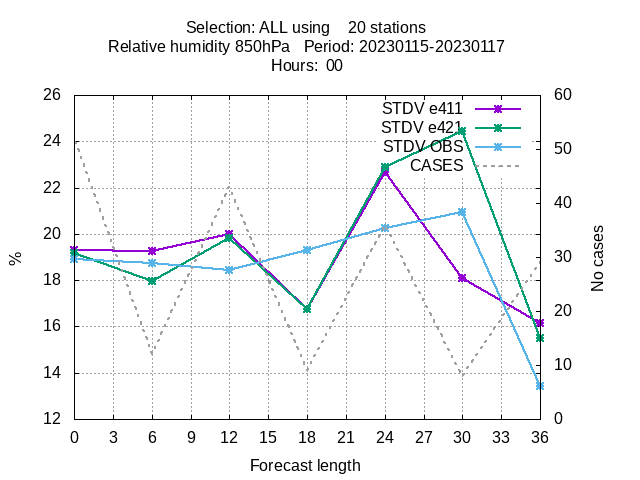 Selection: ALL using    20 stations
Relative humidity 850hPa   Period: 20230115-20230117
Hours:  00
STDV e411
STDV e421
STDV OBS
CASES
26
24
22
20
18
16
14
12
60
50
40
30
20
10
0
%
No cases
0 3 6 9 12 15 18 21 24 27 30 33 36
Forecast length